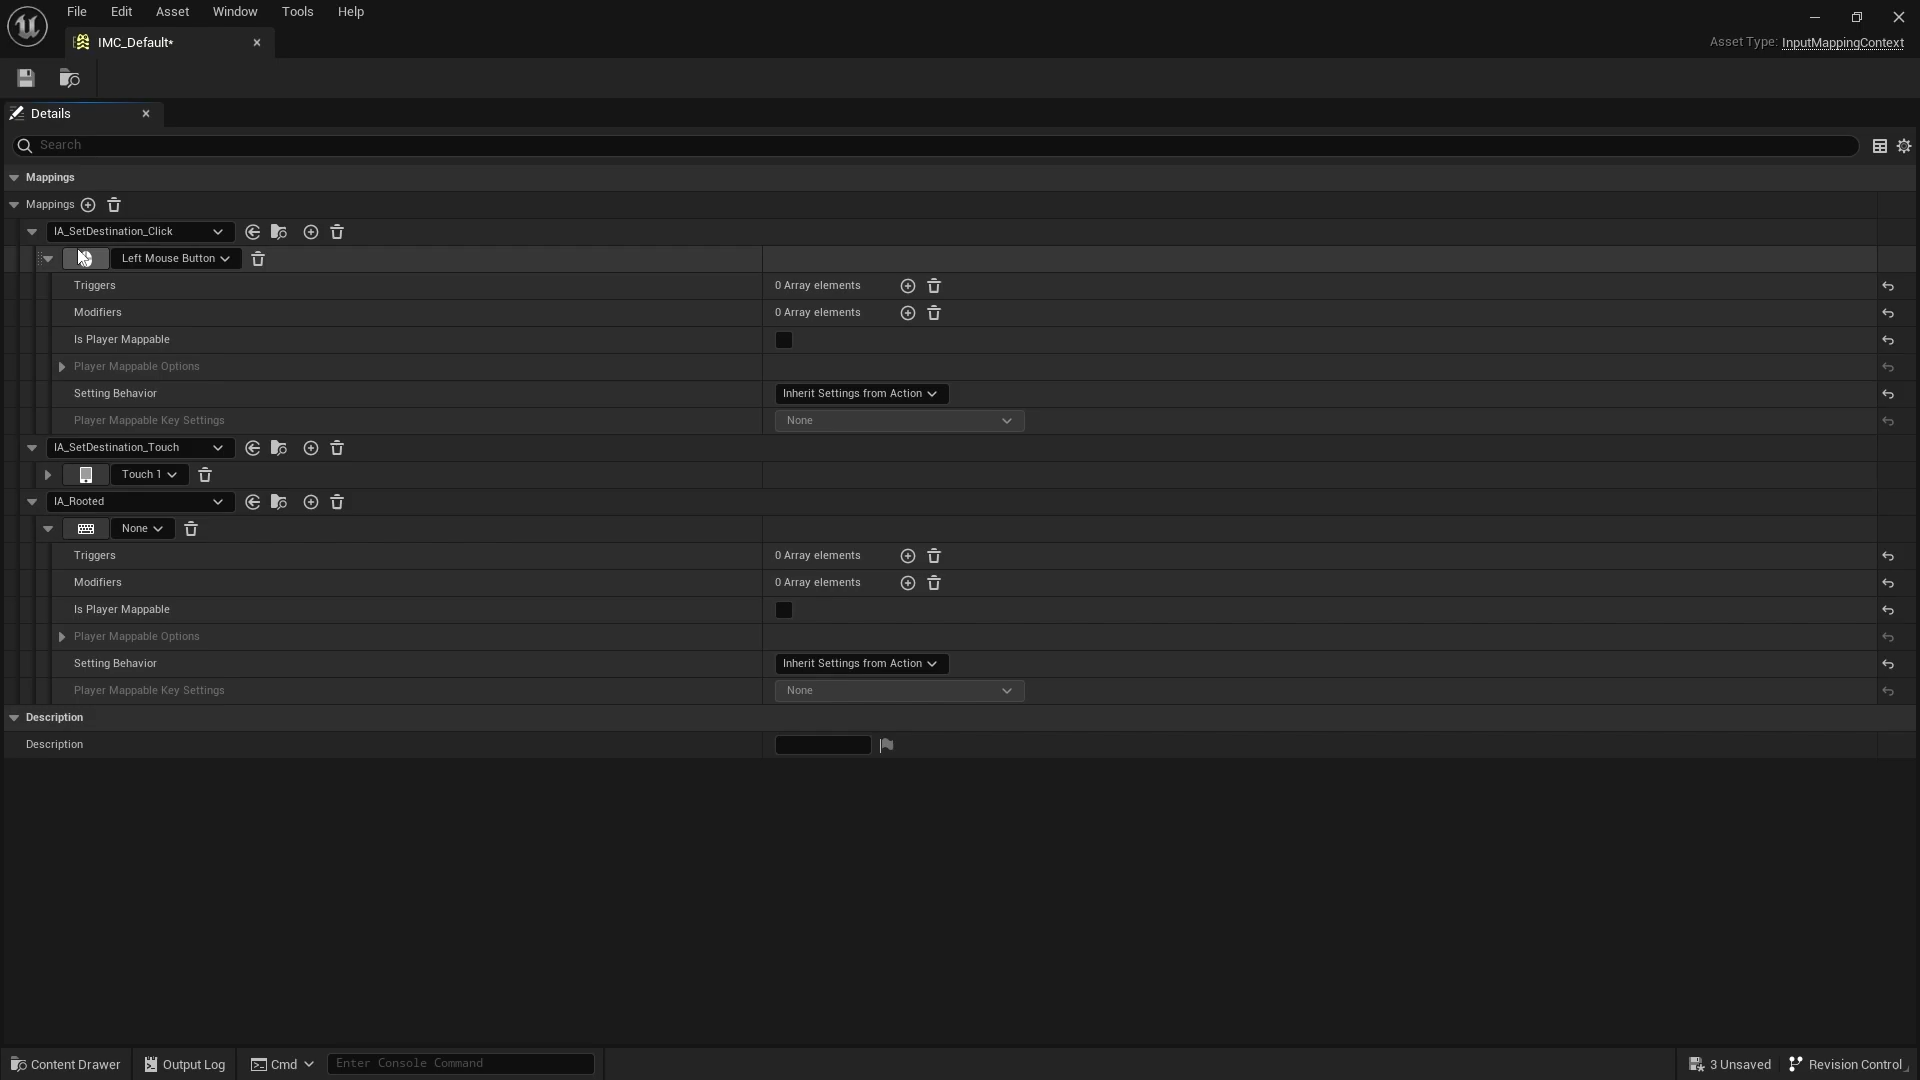 File Edit Asset Window Tools Help
IMC_Default*
Asset Type: InputMappingContext
Details
Search
Mappings
Mappings
IA_SetDestination_Click
Left Mouse Button
Triggers 0 Array elements
Modifiers 0 Array elements
Is Player Mappable
Player Mappable Options
Setting Behavior Inherit Settings from Action
Player Mappable Key Settings None
IA_SetDestination_Touch
Touch 1
IA_Rooted
None
Triggers 0 Array elements
Modifiers 0 Array elements
Is Player Mappable
Player Mappable Options
Setting Behavior Inherit Settings from Action
Player Mappable Key Settings None
Description
Description
Content Drawer Output Log Cmd Enter Console Command 3 Unsaved Revision Control